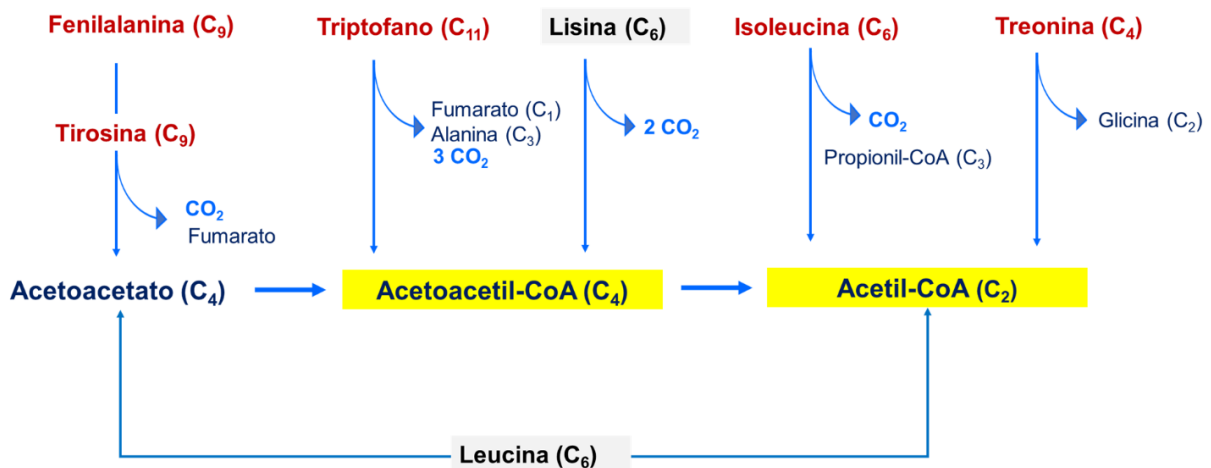 Fenilalanina (C₉)
Triptofano (C₁₁)
Lisina (C₆)
Isoleucina (C₆)
Treonina (C₄)
Fumarato (C₁)
Alanina (C₃)
3 CO₂
2 CO₂
CO₂
Propionil-CoA (C₃)
Glicina (C₂)
Tirosina (C₉)
CO₂
Fumarato
Acetoacetato (C₄)
Acetoacetil-CoA (C₄)
Acetil-CoA (C₂)
Leucina (C₆)